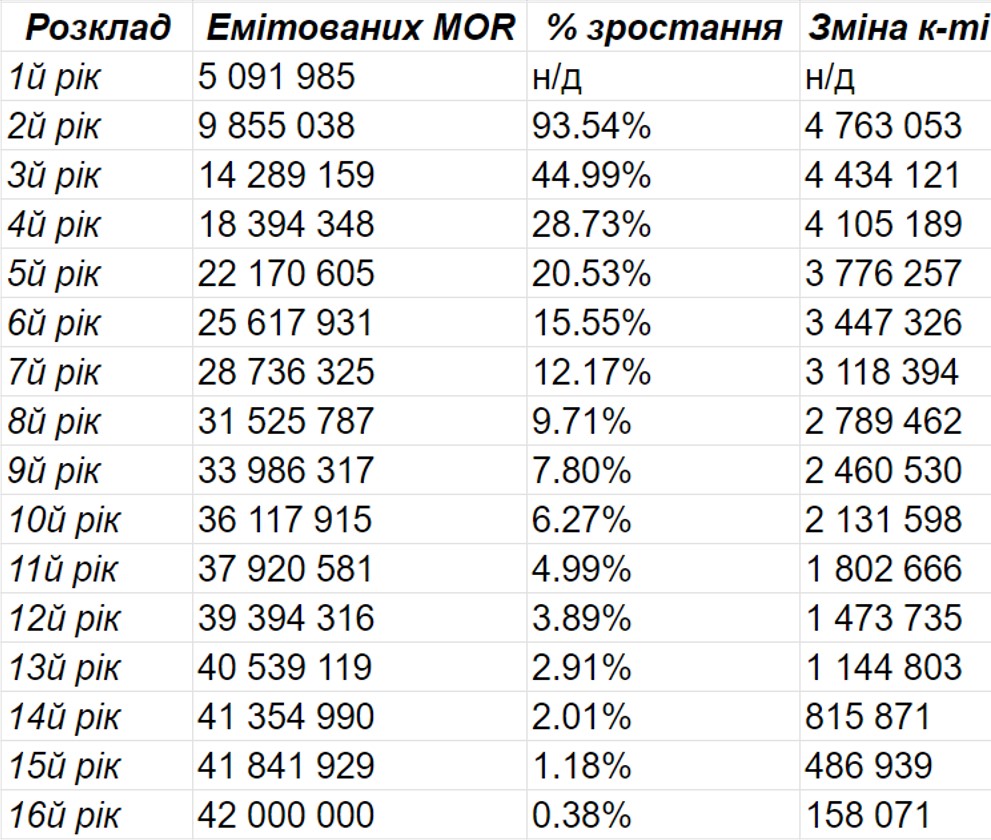 Розклад Емітованих MOR % зростання Зміна к-ті
1й рік 5 091 985 н/д н/д
2й рік 9 855 038 93.54% 4 763 053
3й рік 14 289 159 44.99% 4 434 121
4й рік 18 394 348 28.73% 4 105 189
5й рік 22 170 605 20.53% 3 776 257
6й рік 25 617 931 15.55% 3 447 326
7й рік 28 736 325 12.17% 3 118 394
8й рік 31 525 787 9.71% 2 789 462
9й рік 33 986 317 7.80% 2 460 530
10й рік 36 117 915 6.27% 2 131 598
11й рік 37 920 581 4.99% 1 802 666
12й рік 39 394 316 3.89% 1 473 735
13й рік 40 539 119 2.91% 1 144 803
14й рік 41 354 990 2.01% 815 871
15й рік 41 841 929 1.18% 486 939
16й рік 42 000 000 0.38% 158 071